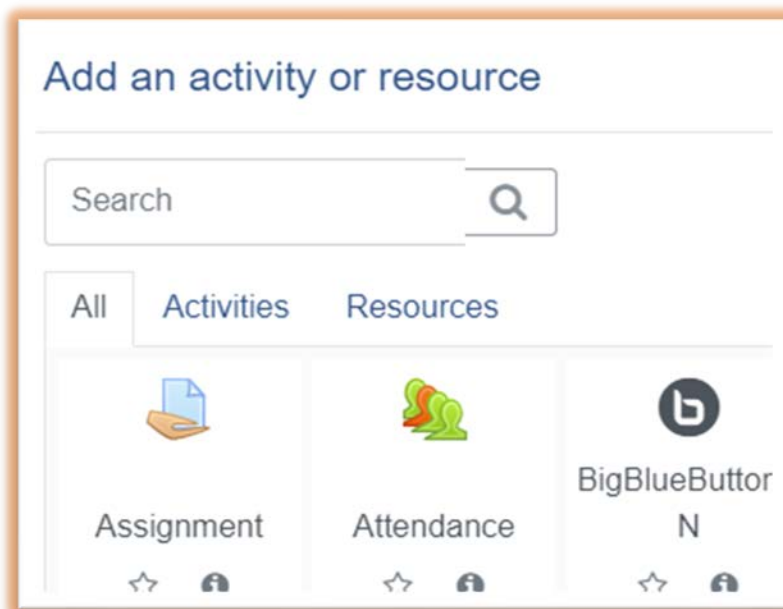 Add an activity or resource
Search
All Activities Resources
Assignment Attendance BigBlueButtor
N